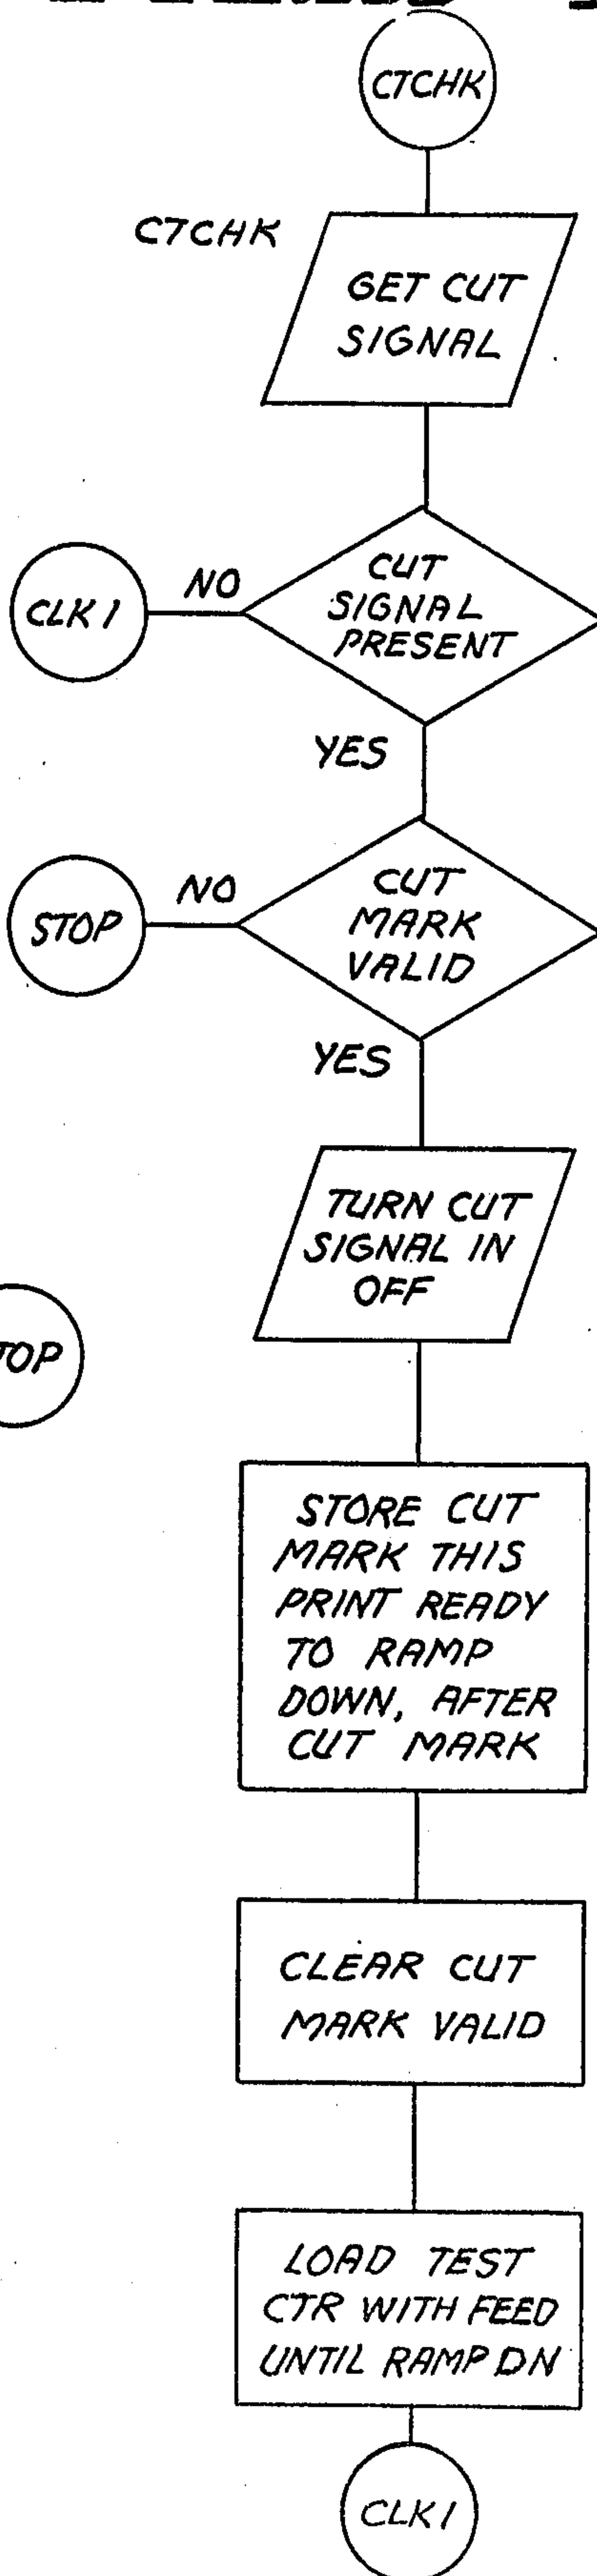 CTCHK
CTCHK
GET CUT
SIGNAL
CUT
SIGNAL
PRESENT
NO
CLK1
YES
CUT
MARK
VALID
NO
STOP
YES
TURN CUT
SIGNAL IN
OFF
TOP
STORE CUT
MARK THIS
PRINT READY
TO RAMP
DOWN, AFTER
CUT MARK
CLEAR CUT
MARK VALID
LOAD TEST
CTR WITH FEED
UNTIL RAMP DN
CLK1